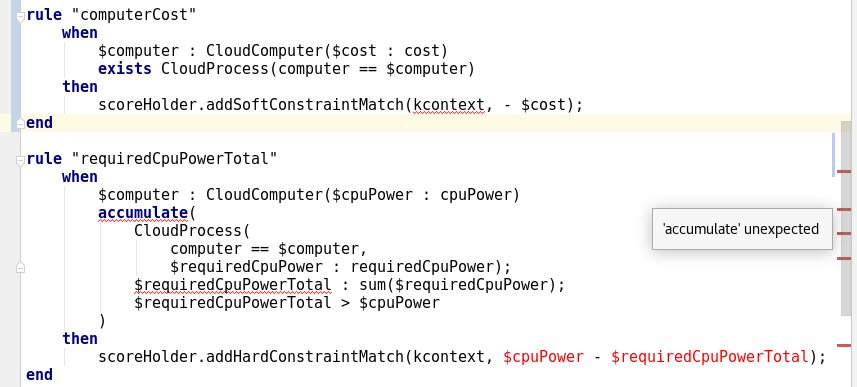 rule "computerCost"
when
$computer : CloudComputer($cost : cost)
exists CloudProcess(computer == $computer)
then
scoreHolder.addSoftConstraintMatch(kcontext, - $cost);
end
rule "requiredCpuPowerTotal"
when
$computer : CloudComputer($cpuPower : cpuPower)
accumulate(
CloudProcess(
computer == $computer,
$requiredCpuPower : requiredCpuPower);
$requiredCpuPowerTotal : sum($requiredCpuPower);
$requiredCpuPowerTotal > $cpuPower
)
then
scoreHolder.addHardConstraintMatch(kcontext, $cpuPower - $requiredCpuPowerTotal);
end
'accumulate' unexpected